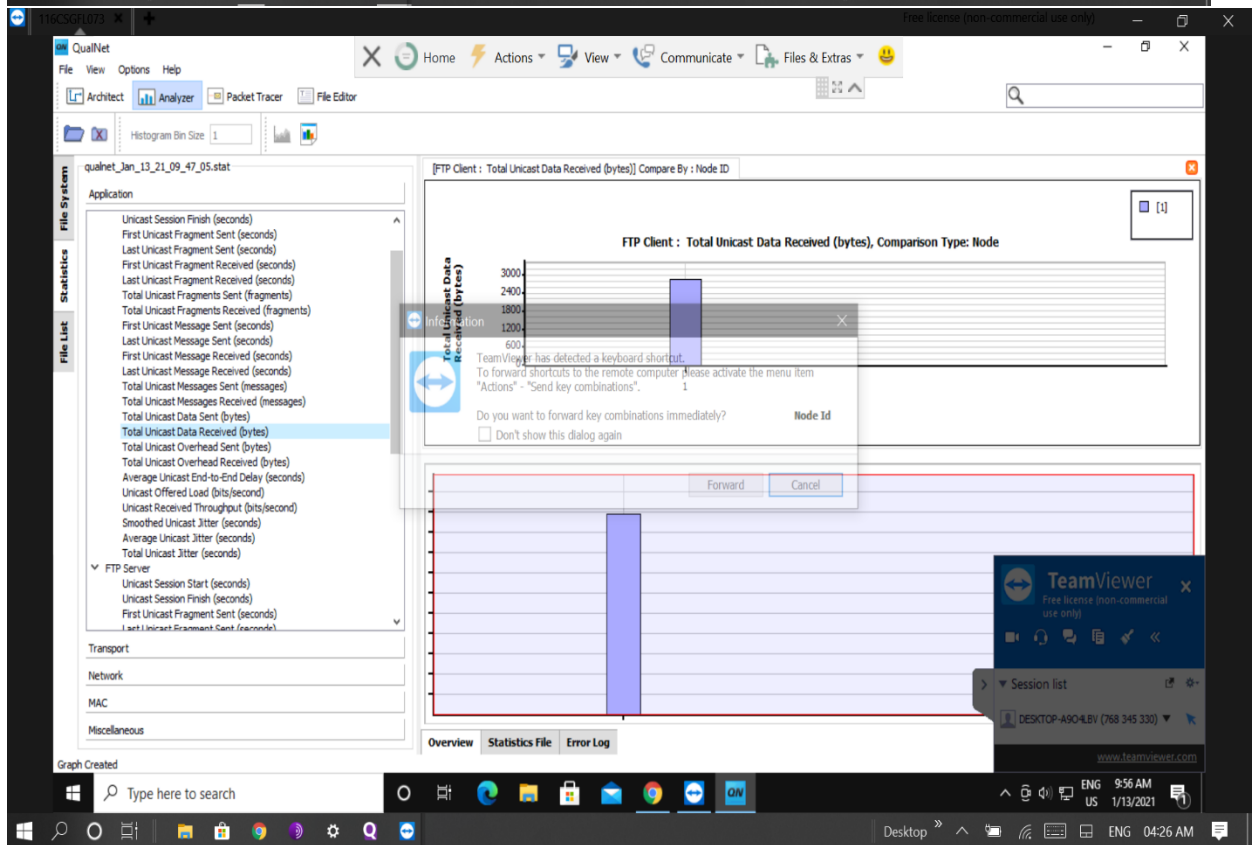 116CSGFL073
Free license (non-commercial use only)
QualNet
Home Actions View Communicate Files & Extras
File View Options Help
Architect Analyzer Packet Tracer File Editor
Histogram Bin Size 1
File System
Statistics
File List
qualnet_Jan_13_21_09_47_05.stat
Application
Unicast Session Finish (seconds)
First Unicast Fragment Sent (seconds)
Last Unicast Fragment Sent (seconds)
First Unicast Fragment Received (seconds)
Last Unicast Fragment Received (seconds)
Total Unicast Fragments Sent (fragments)
Total Unicast Fragments Received (fragments)
First Unicast Message Sent (seconds)
Last Unicast Message Sent (seconds)
First Unicast Message Received (seconds)
Last Unicast Message Received (seconds)
Total Unicast Messages Sent (messages)
Total Unicast Messages Received (messages)
Total Unicast Data Sent (bytes)
Total Unicast Data Received (bytes)
Total Unicast Overhead Sent (bytes)
Total Unicast Overhead Received (bytes)
Average Unicast End-to-End Delay (seconds)
Unicast Offered Load (bits/second)
Unicast Received Throughput (bits/second)
Smoothed Unicast Jitter (seconds)
Average Unicast Jitter (seconds)
Total Unicast Jitter (seconds)
FTP Server
Unicast Session Start (seconds)
Unicast Session Finish (seconds)
First Unicast Fragment Sent (seconds)
Last Unicast Fragment Sent (seconds)
Transport
Network
MAC
Miscellaneous
Graph Created
[FTP Client : Total Unicast Data Received (bytes)] Compare By : Node ID
[1]
FTP Client : Total Unicast Data Received (bytes), Comparison Type: Node
Total Unicast Data
Received (bytes)
3000
2400
1800
1200
600
0
1
Node Id
Information
TeamViewer has detected a keyboard shortcut.
To forward shortcuts to the remote computer please activate the menu item
"Actions" - "Send key combinations".
Do you want to forward key combinations immediately?
Don't show this dialog again
Forward Cancel
Overview Statistics File Error Log
TeamViewer
Free license (non-commercial
use only)
Session list
DESKTOP-A9O4LBV (768 345 330)
www.teamviewer.com
Type here to search
ENG 9:56 AM
US 1/13/2021
Desktop ENG 04:26 AM